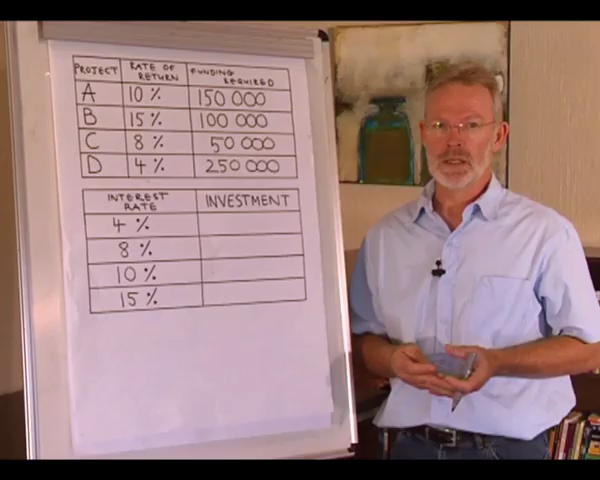 PROJECT RATE OF RETURN FUNDING REQUIRED
A 10 % 150 000
B 15 % 100 000
C 8 % 50 000
D 4 % 250 000
INTEREST RATE INVESTMENT
4 %
8 %
10 %
15 %